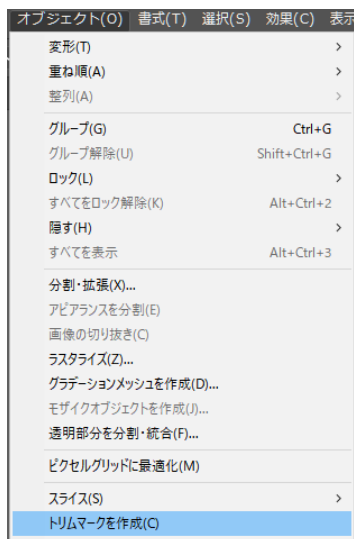 オブジェクト(O) 書式(T) 選択(S) 効果(C) 表示
変形(T) >
重ね順(A) >
整列(A) >
グループ(G) Ctrl+G
グループ解除(U) Shift+Ctrl+G
ロック(L) >
すべてをロック解除(K) Alt+Ctrl+2
隠す(H) >
すべてを表示 Alt+Ctrl+3
分割・拡張(X)...
アピアランスを分割(E)
画像の切り抜き(C)
ラスタライズ(Z)...
グラデーションメッシュを作成(D)...
モザイクオブジェクトを作成(J)...
透明部分を分割・統合(F)...
ピクセルグリッドに最適化(M)
スライス(S) >
トリムマークを作成(C)